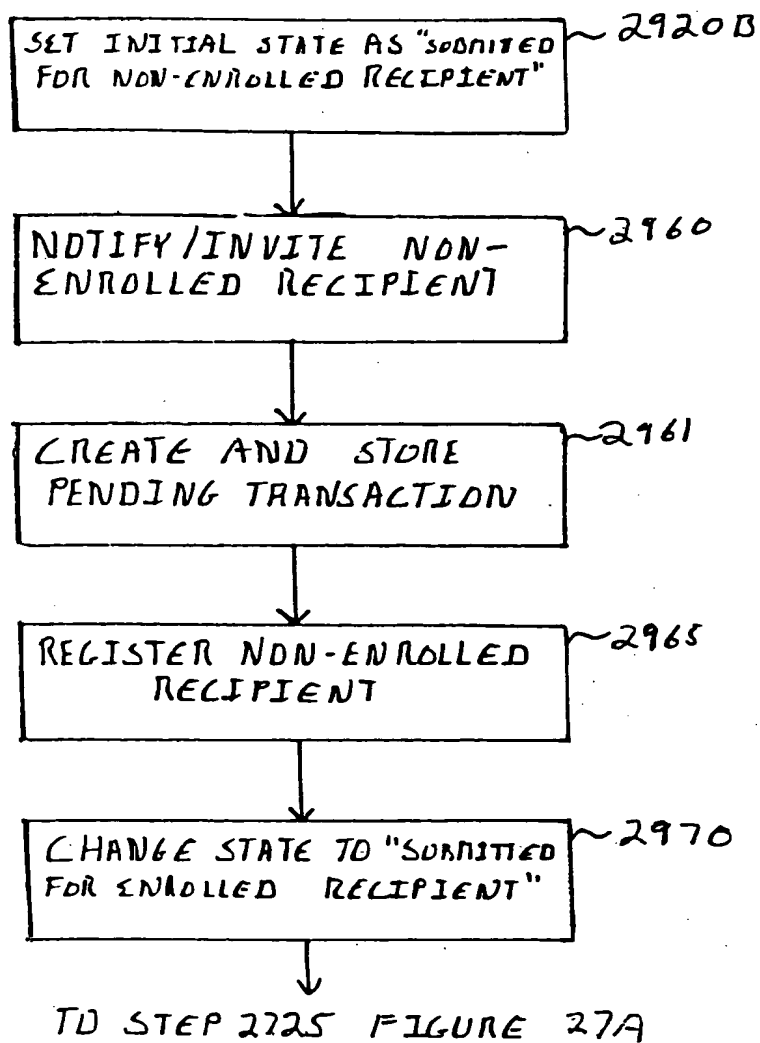 SET INITIAL STATE AS "SUBMITTED
FOR NON-ENROLLED RECIPIENT"
2920B
NOTIFY/INVITE NON-
ENROLLED RECIPIENT
2960
CREATE AND STORE
PENDING TRANSACTION
2961
REGISTER NON-ENROLLED
RECIPIENT
2965
CHANGE STATE TO "SUBMITTED
FOR ENROLLED RECIPIENT"
2970
TO STEP 2725 FIGURE 27A